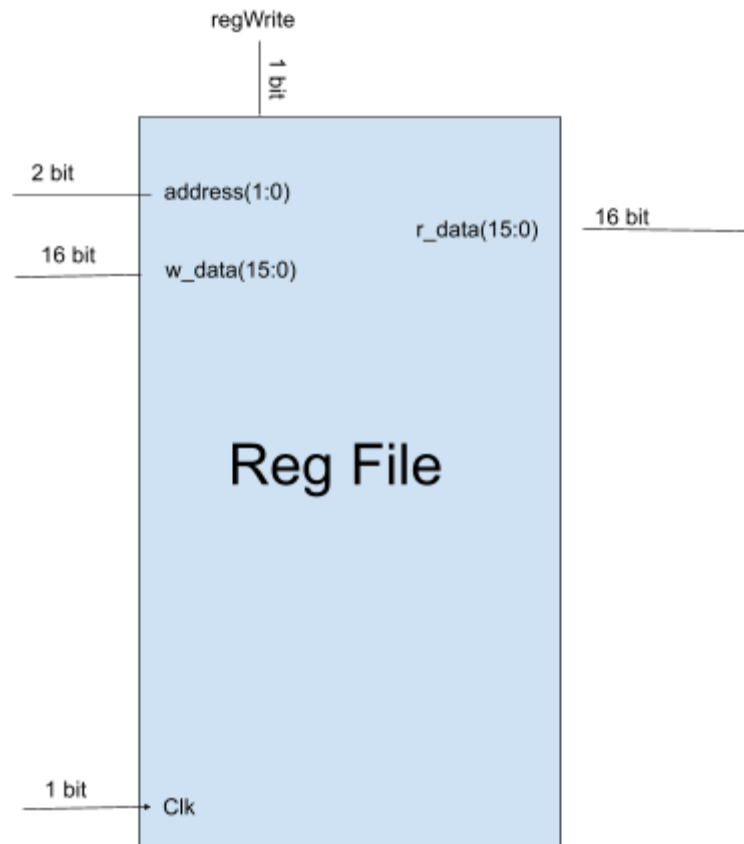 regWrite
1 bit
2 bit
address(1:0)
r_data(15:0)
16 bit
16 bit
w_data(15:0)
Reg File
1 bit
Clk